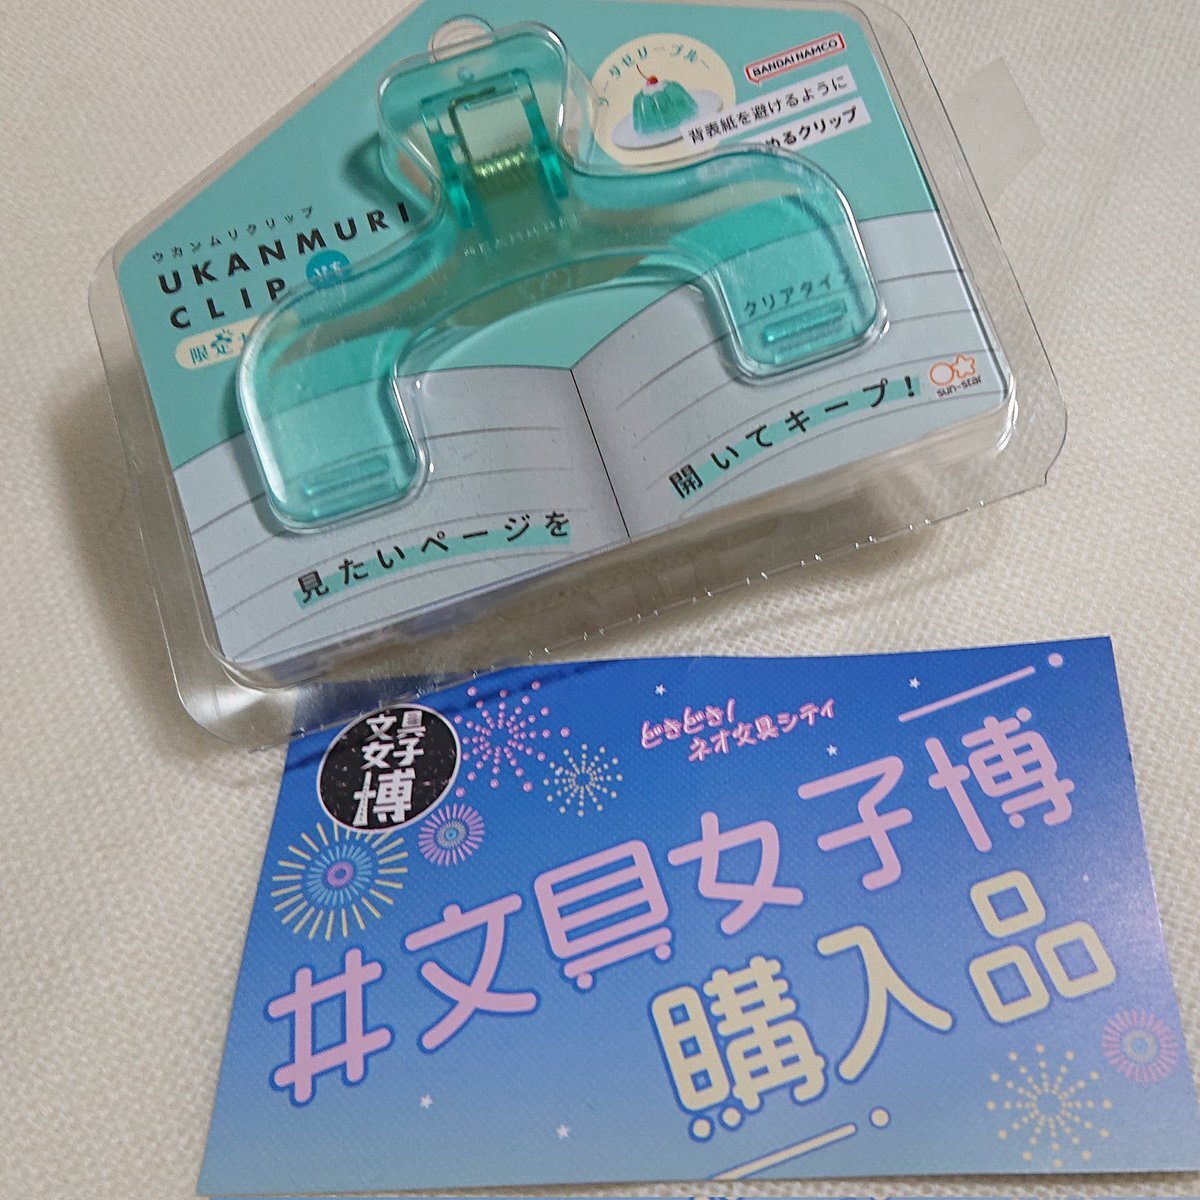 ソーダゼリーブルー
BANDAI NAMCO
背表紙を避けるように
めるクリップ
ウカンムリクリップ
UKANMURI
CLIP
限定
クリアタイ
sun-star
見たいページを
開いてキープ！
文具
女子
博
どきどき！
ネオ文具シティ
#文具女子博
購入品